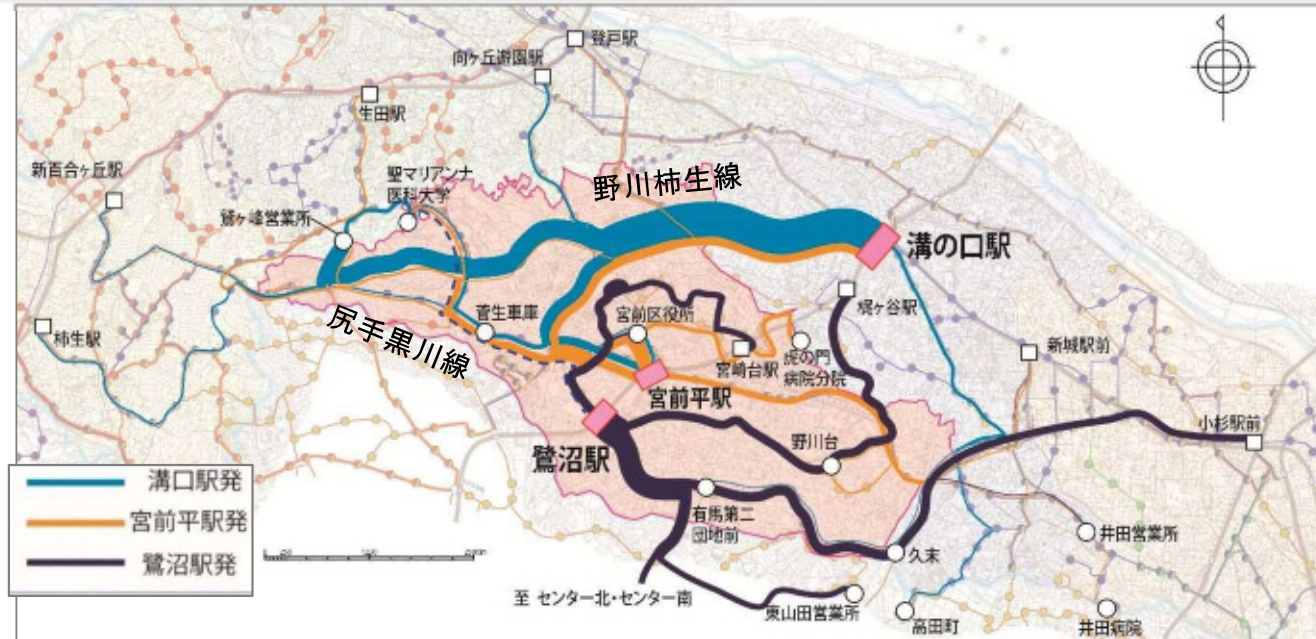 登戸駅
向ヶ丘遊園駅
生田駅
新百合ヶ丘駅
聖マリアンナ
医科大学
野川柿生線
鷲ヶ峰営業所
溝の口駅
梶ヶ谷駅
菅生車庫
宮前区役所
尻手黒川線
柿生駅
新城駅前
宮崎台駅
虎の門
病院分院
宮前平駅
小杉駅前
鷺沼駅
野川台
溝口駅発
宮前平駅発
鷺沼駅発
有馬第二
団地前
久末
井田営業所
至 センター北・センター南
東山田営業所
高田町
井田病院